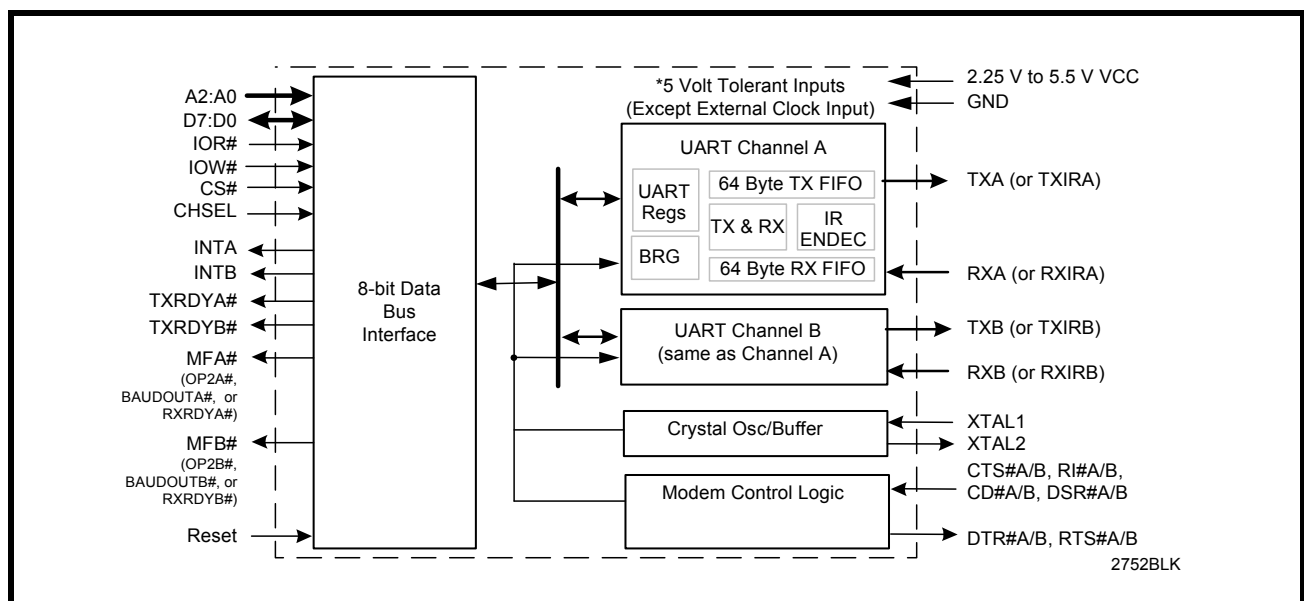 A2:A0
D7:D0
IOR#
IOW#
CS#
CHSEL
INTA
INTB
TXRDYA#
TXRDYB#
MFA#
(OP2A#,
BAUDOUTA#, or
RXRDYA#)
MFB#
(OP2B#,
BAUDOUTB#, or
RXRDYB#)
Reset
8-bit Data
Bus
Interface
*5 Volt Tolerant Inputs
(Except External Clock Input)
UART Channel A
UART
Regs
BRG
64 Byte TX FIFO
TX & RX
IR
ENDEC
64 Byte RX FIFO
UART Channel B
(same as Channel A)
Crystal Osc/Buffer
Modem Control Logic
2.25 V to 5.5 V VCC
GND
TXA (or TXIRA)
RXA (or RXIRA)
TXB (or TXIRB)
RXB (or RXIRB)
XTAL1
XTAL2
CTS#A/B, RI#A/B,
CD#A/B, DSR#A/B
DTR#A/B, RTS#A/B
2752BLK